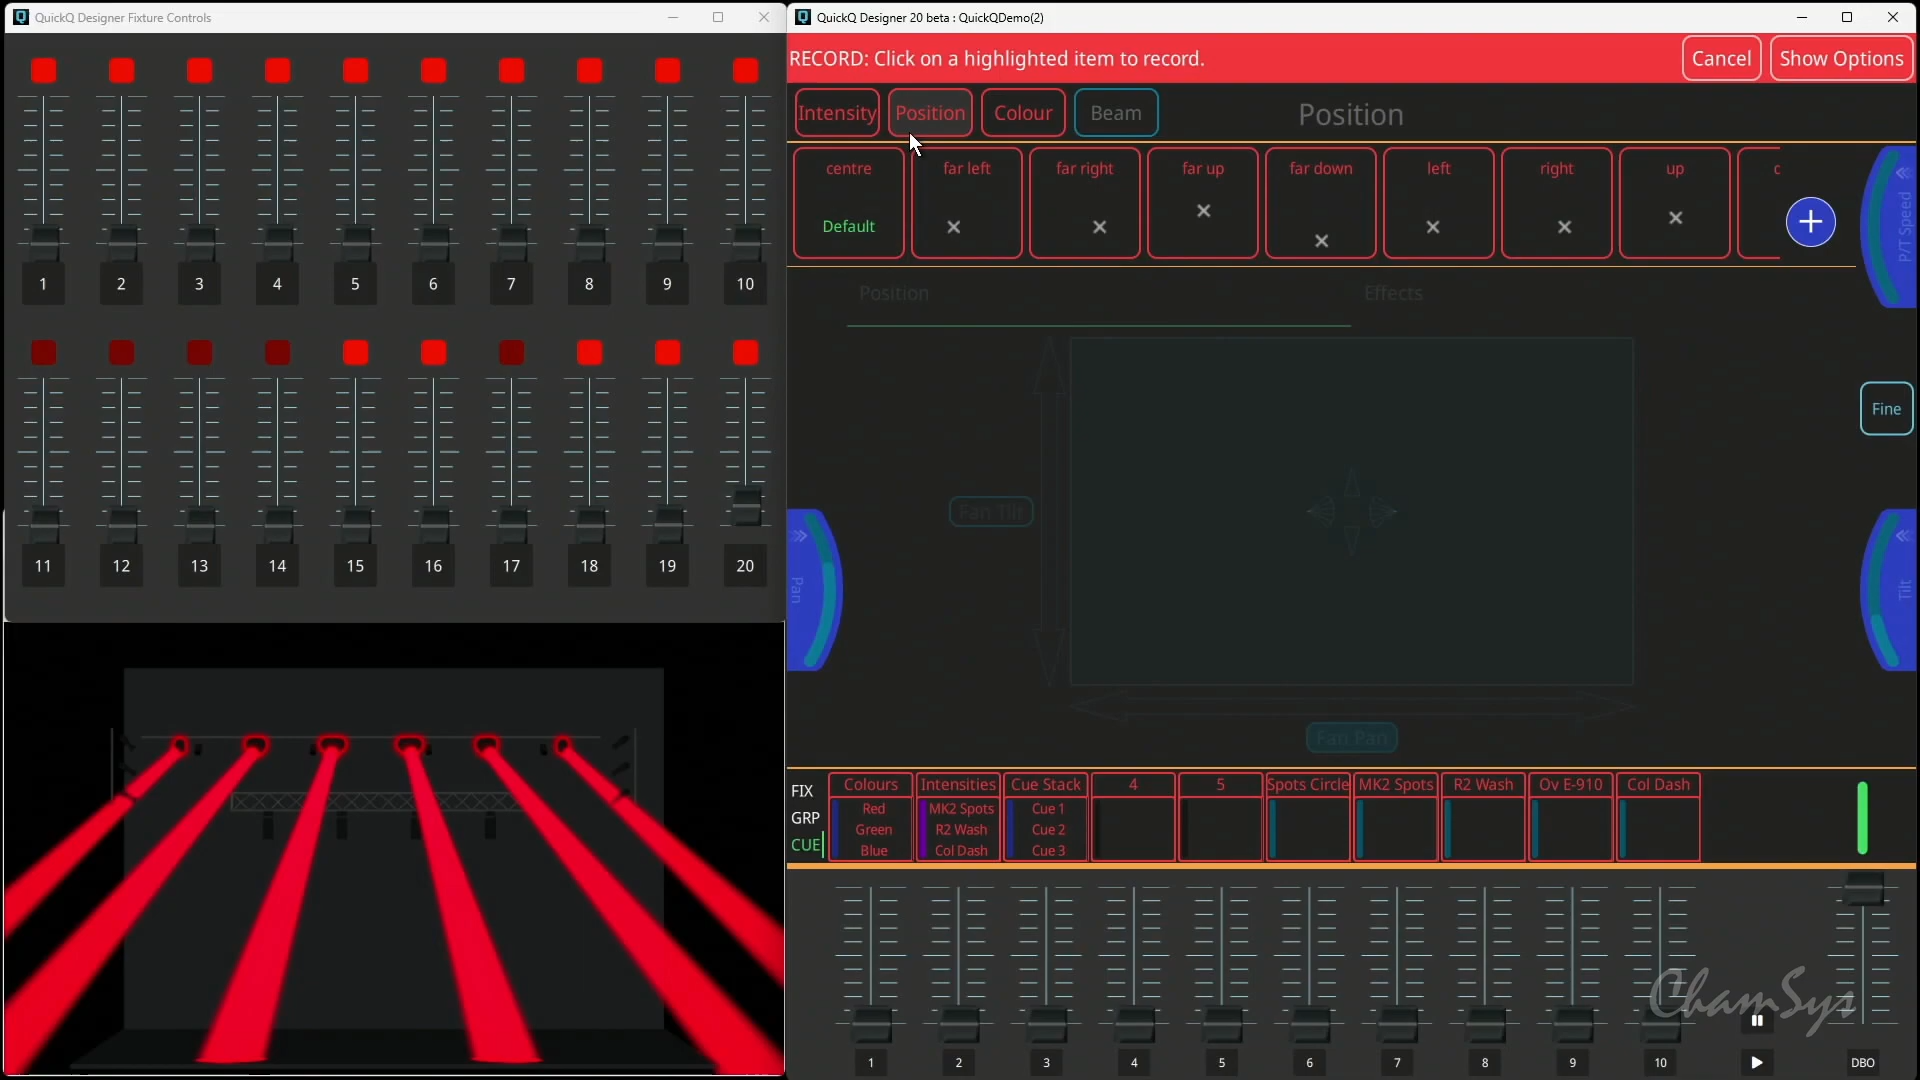 QuickQ Designer Fixture Controls
1 2 3 4 5 6 7 8 9 10
11 12 13 14 15 16 17 18 19 20
QuickQ Designer 20 beta : QuickQDemo(2)
RECORD: Click on a highlighted item to record.
Cancel
Show Options
Intensity
Position
Colour
Beam
Position
centre
Default
far left
far right
far up
far down
left
right
up
P/T Speed
Position
Effects
Fine
Fan Tilt
Pan
Tilt
Fan Pan
FIX
GRP
CUE
Colours
Red
Green
Blue
Intensities
MK2 Spots
R2 Wash
Col Dash
Cue Stack
Cue 1
Cue 2
Cue 3
4
5
Spots Circle
MK2 Spots
R2 Wash
Ov E-910
Col Dash
ChamSys
1 2 3 4 5 6 7 8 9 10
DBO